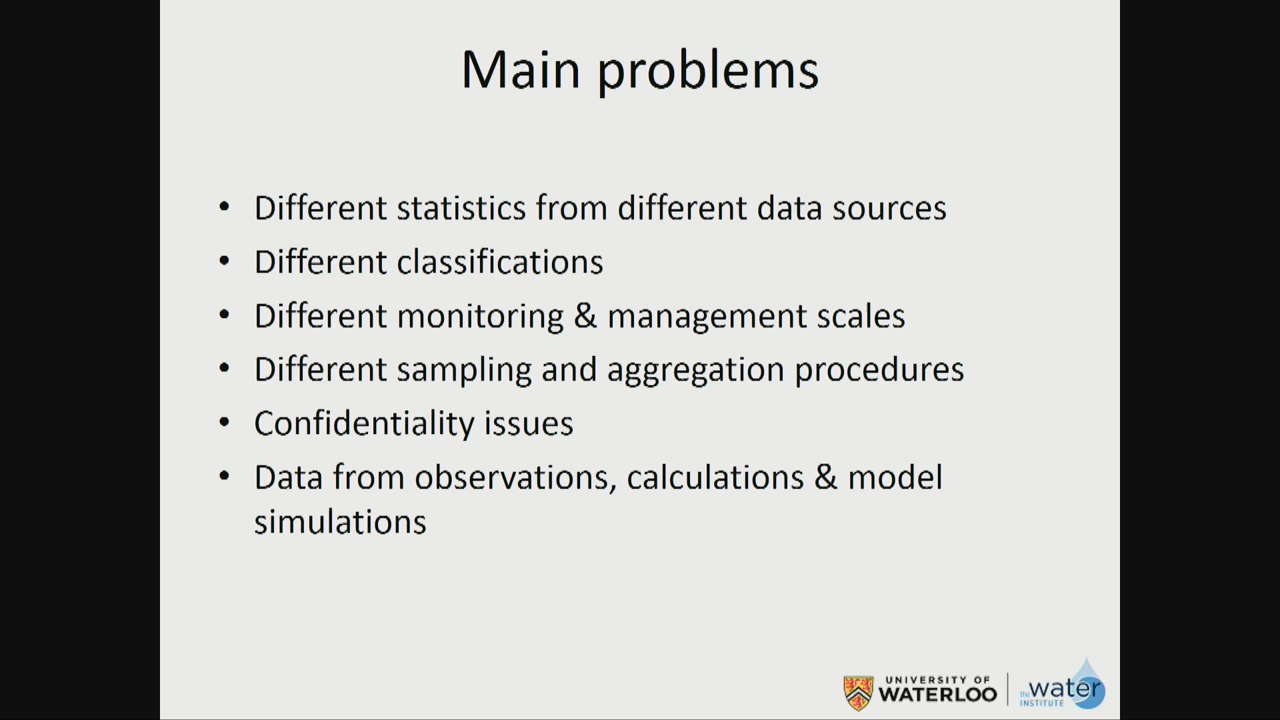 Main problems
• Different statistics from different data sources
• Different classifications
• Different monitoring & management scales
• Different sampling and aggregation procedures
• Confidentiality issues
• Data from observations, calculations & model
simulations
UNIVERSITY OF
WATERLOO
the water
INSTITUTE